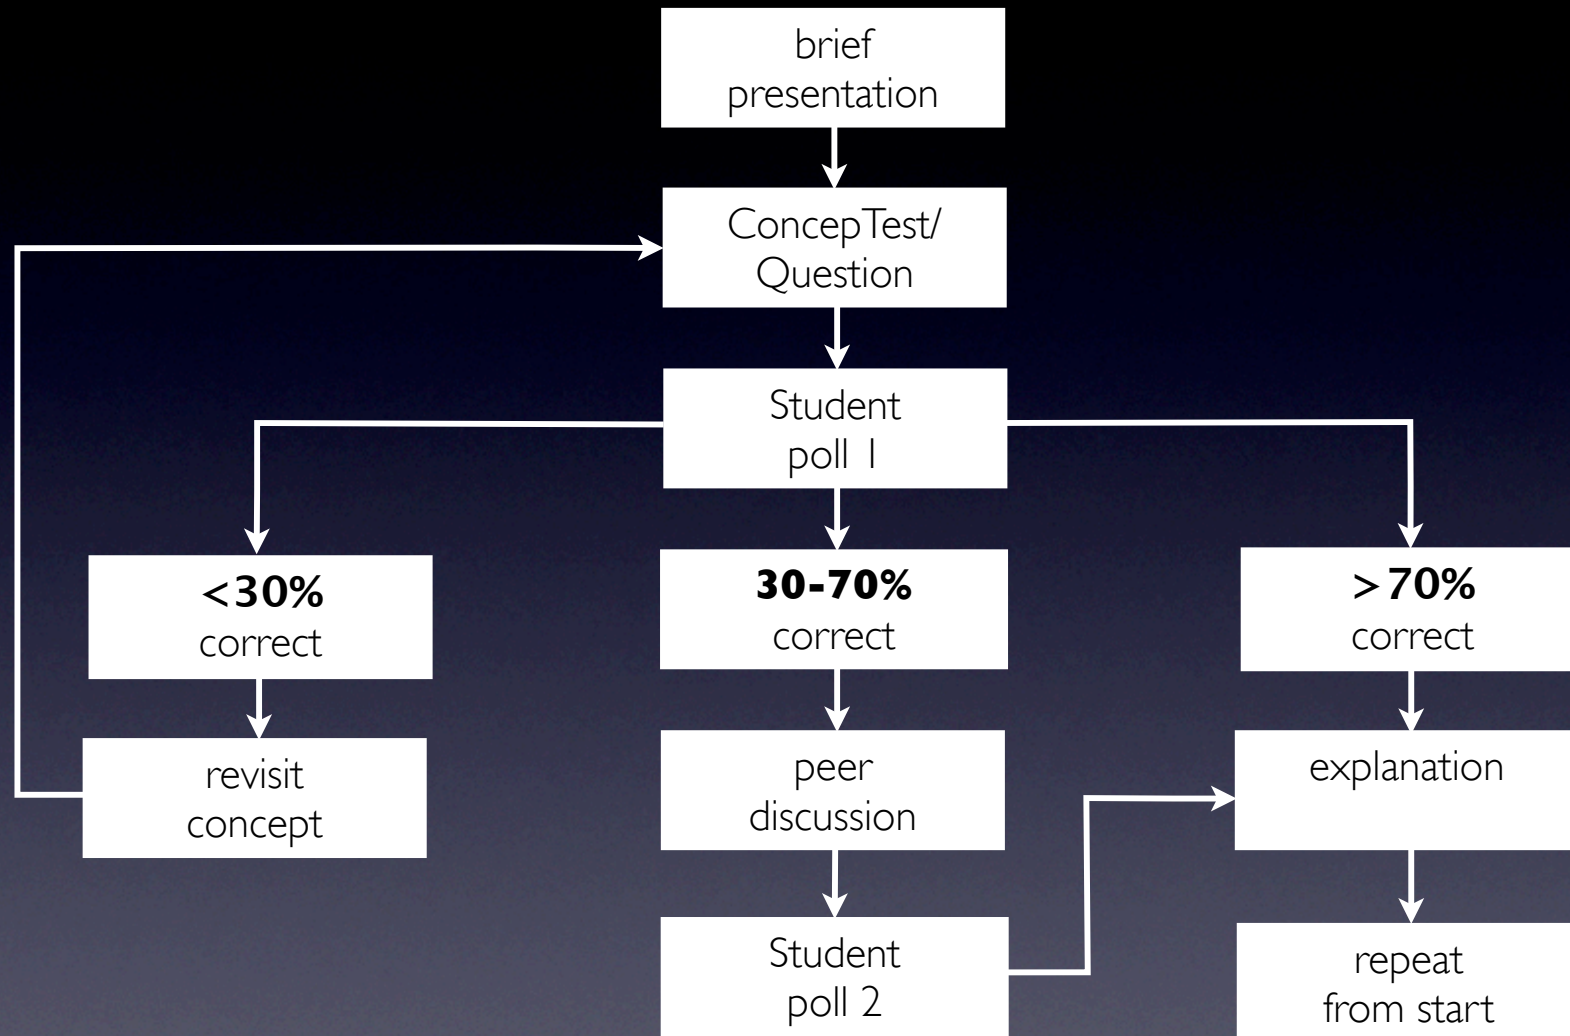 brief
presentation
ConcepTest/
Question
Student
poll 1
<30%
correct
30-70%
correct
>70%
correct
revisit
concept
peer
discussion
explanation
Student
poll 2
repeat
from start